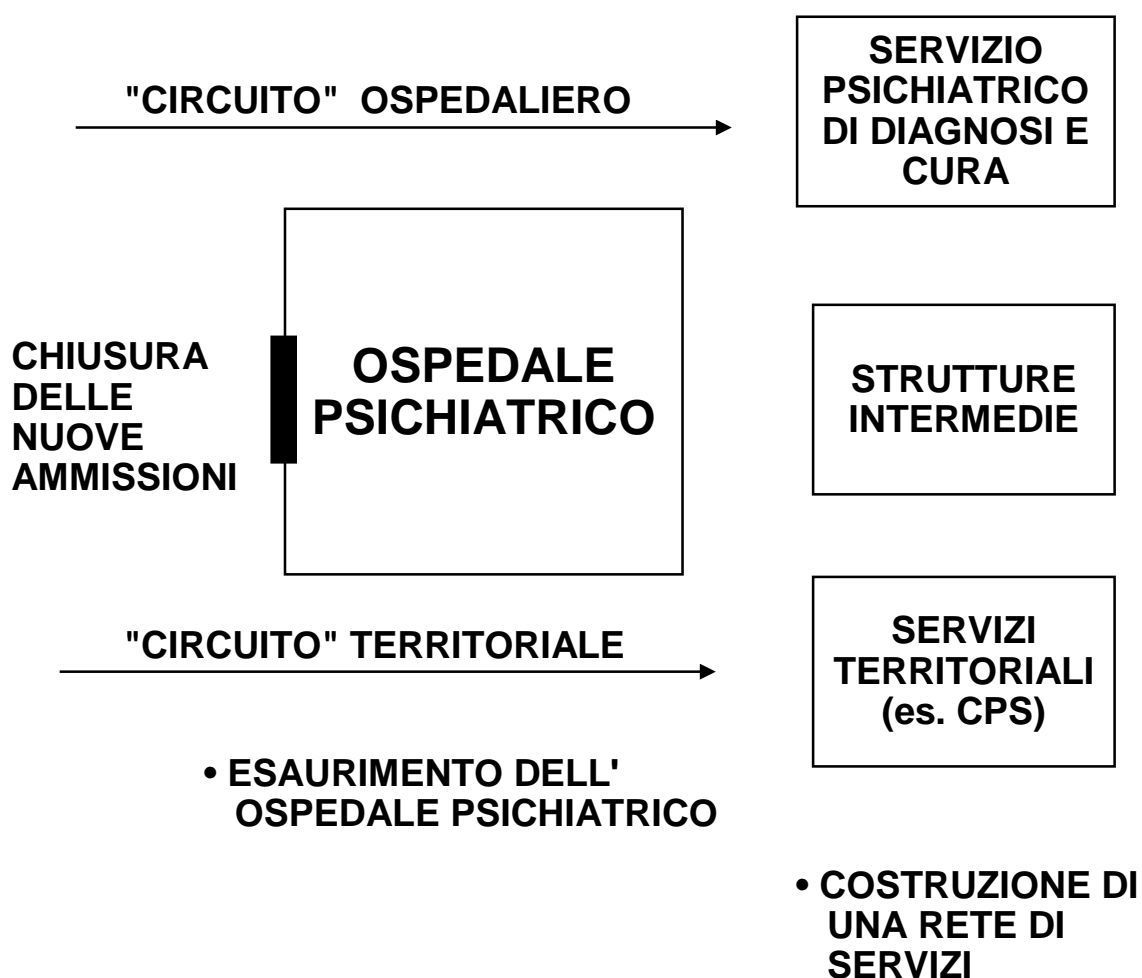 "CIRCUITO" OSPEDALIERO
SERVIZIO
PSICHIATRICO
DI DIAGNOSI E
CURA
CHIUSURA
DELLE
NUOVE
AMMISSIONI
OSPEDALE
PSICHIATRICO
STRUTTURE
INTERMEDIE
"CIRCUITO" TERRITORIALE
SERVIZI
TERRITORIALI
(es. CPS)
• ESAURIMENTO DELL'
OSPEDALE PSICHIATRICO
• COSTRUZIONE DI
UNA RETE DI
SERVIZI